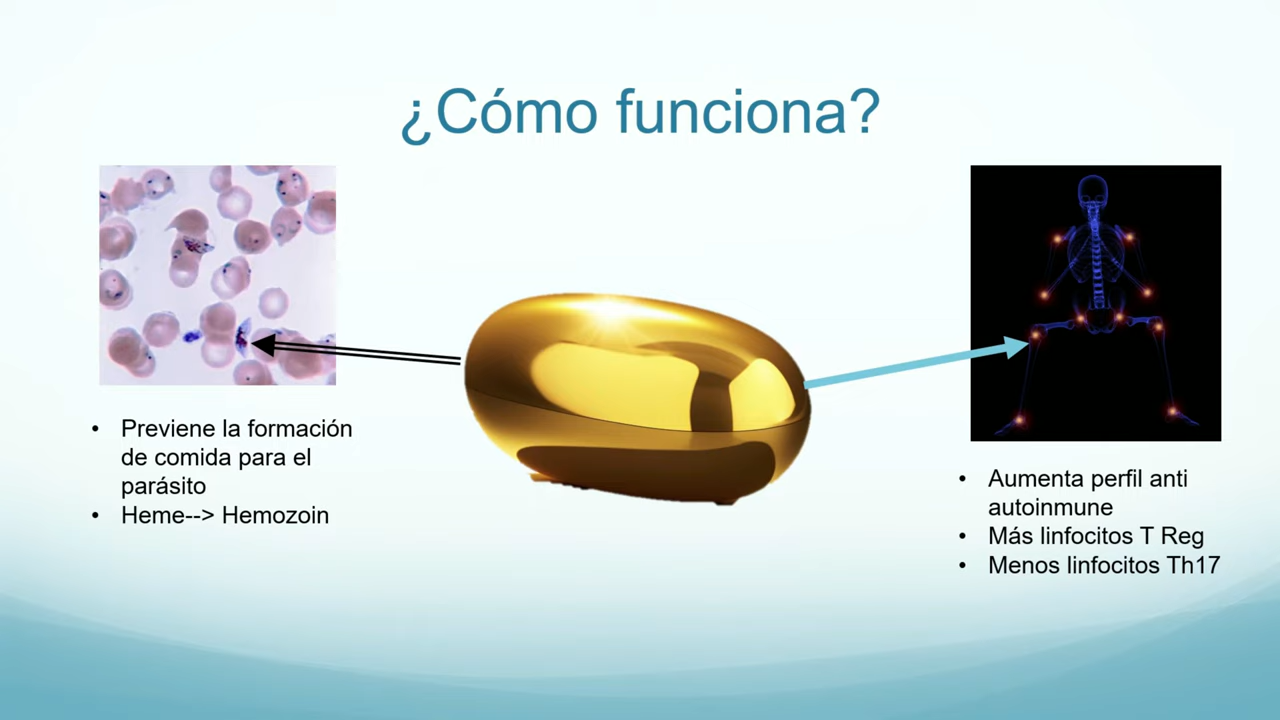 ¿Cómo funciona?
• Previene la formación
de comida para el
parásito
• Heme--> Hemozoin
• Aumenta perfil anti
autoinmune
• Más linfocitos T Reg
• Menos linfocitos Th17